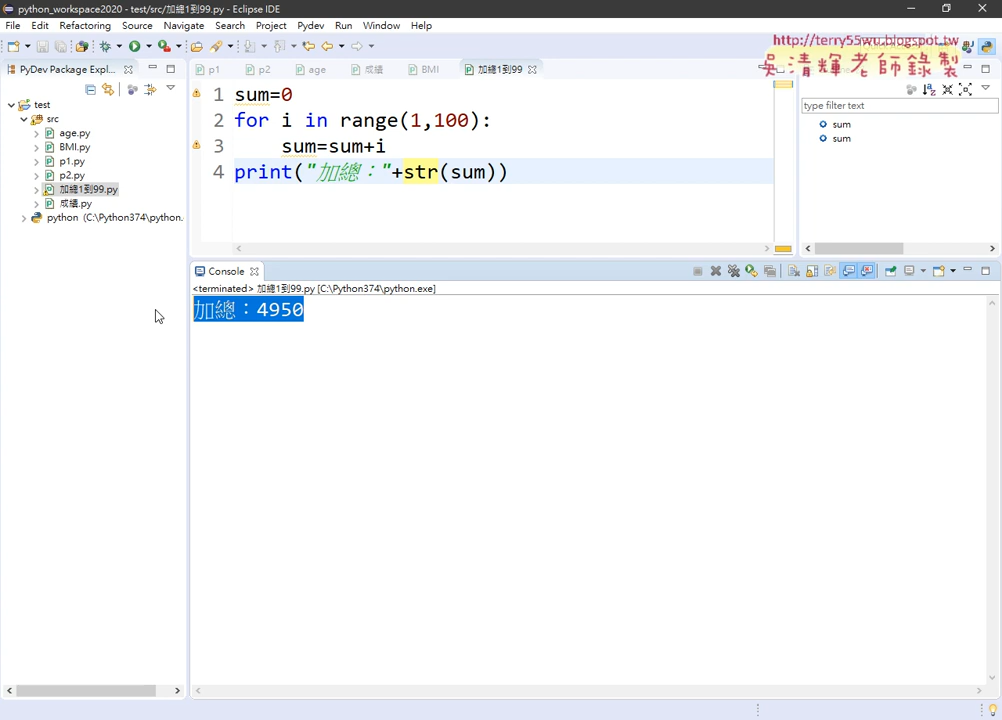 python_workspace2020 - test/src/加總1到99.py - Eclipse IDE
File Edit Refactoring Source Navigate Search Project Pydev Run Window Help
http://terry55wu.blogspot.tw
吳清輝老師錄製
PyDev Package Expl...
p1 p2 age 成績 BMI 加總1到99
test
src
age.py
BMI.py
p1.py
p2.py
加總1到99.py
成績.py
python (C:\Python374\python.
1 sum=0
2 for i in range(1,100):
3 sum=sum+i
4 print("加總："+str(sum))
type filter text
sum
sum
Console
<terminated> 加總1到99.py [C:\Python374\python.exe]
加總：4950